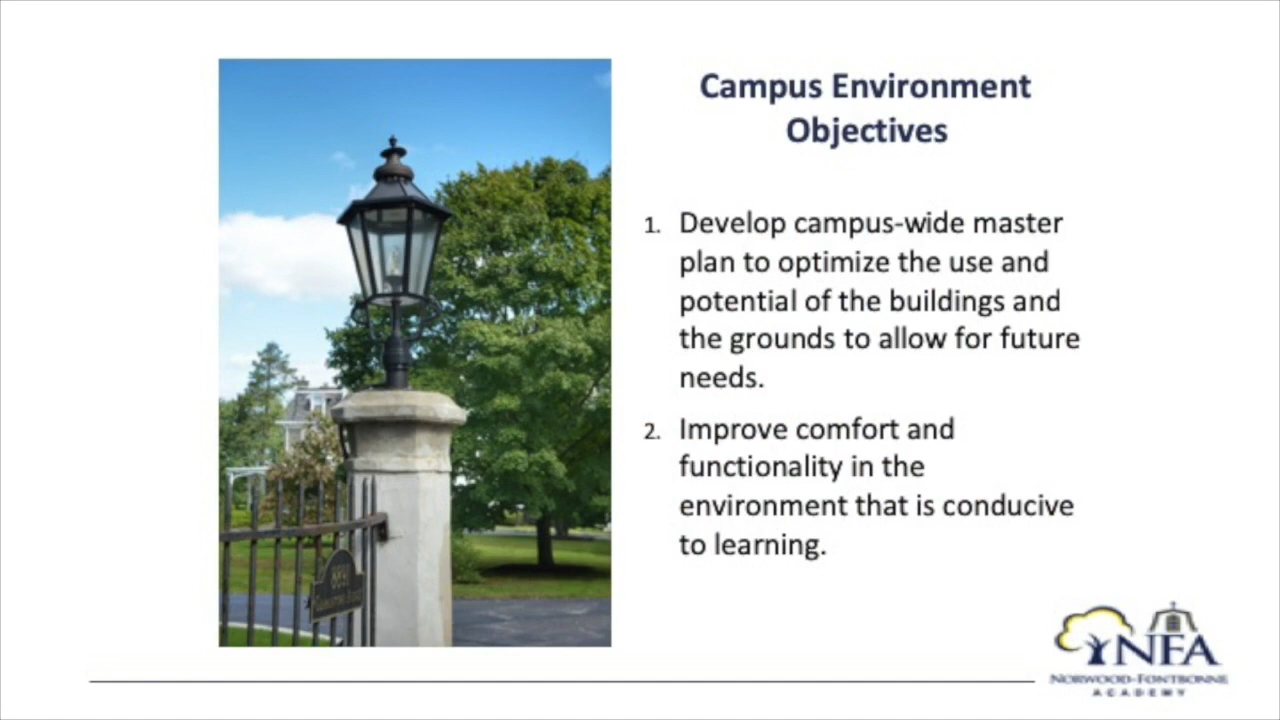 Campus Environment
Objectives
1. Develop campus-wide master
plan to optimize the use and
potential of the buildings and
the grounds to allow for future
needs.
2. Improve comfort and
functionality in the
environment that is conducive
to learning.
NFA
NORWOOD-FONTBONNE
ACADEMY